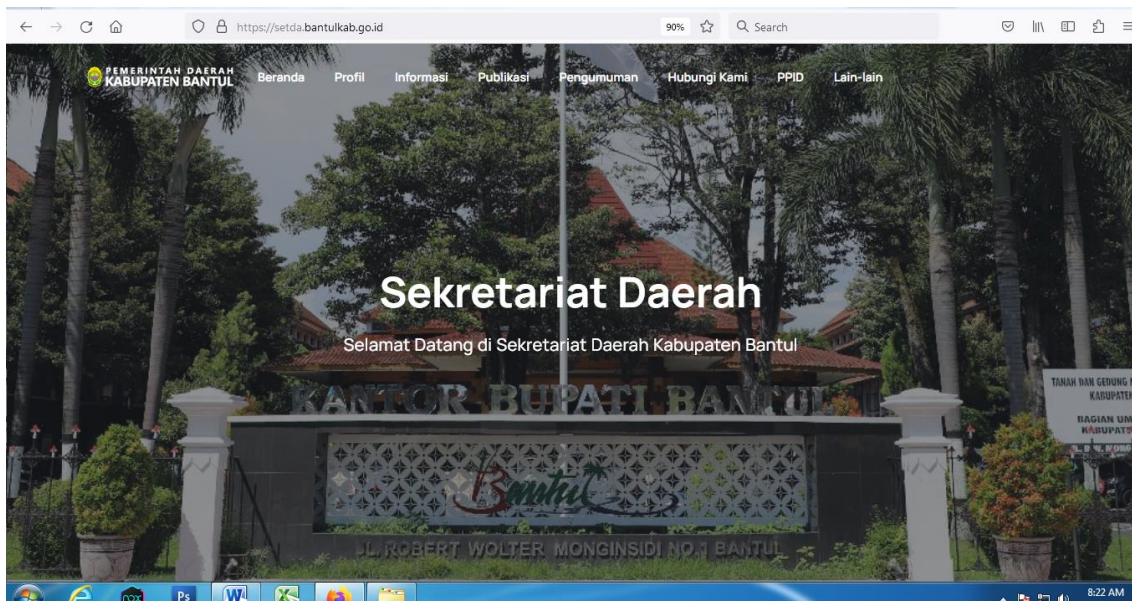 https://setda.bantulkab.go.id
90%
Search
PEMERINTAH DAERAH
KABUPATEN BANTUL
Beranda Profil Informasi Publikasi Pengumuman Hubungi Kami PPID Lain-lain
Sekretariat Daerah
Selamat Datang di Sekretariat Daerah Kabupaten Bantul
KANTOR BUPATI BANTUL
TANAH DAN GEDUNG
KABUPATE
BAGIAN UM
KABUPAT
Bantul
JL. ROBERT WOLTER MONGINSIDI NO.1 BANTUL
Ps
W
X
8:22 AM